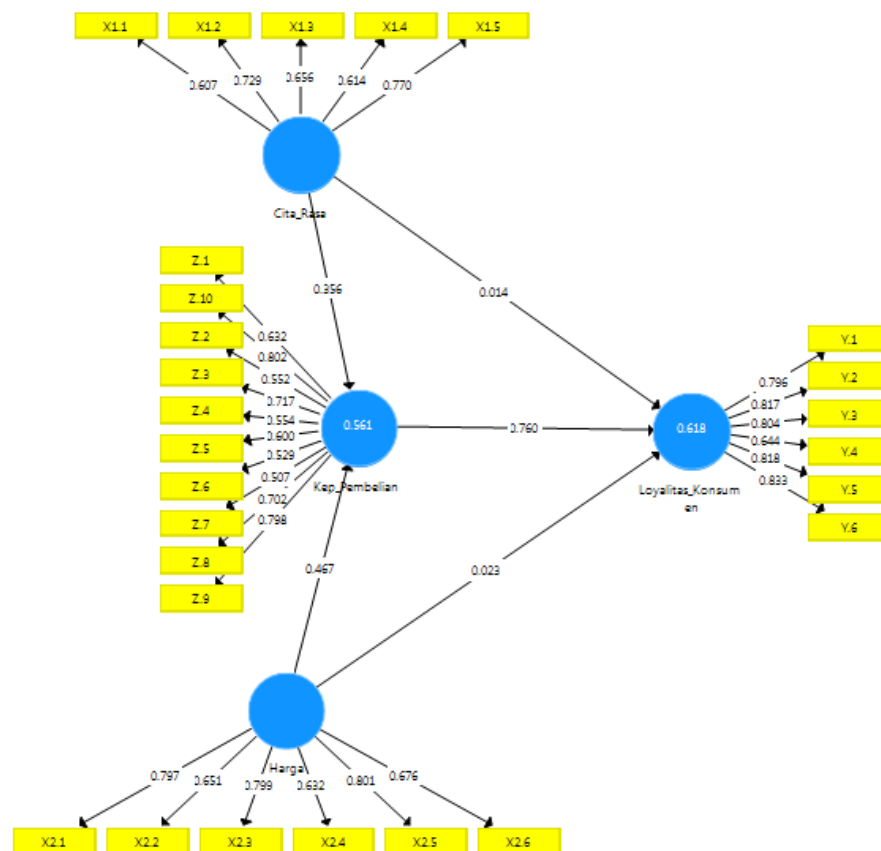 X1.1
X1.2
X1.3
X1.4
X1.5
0.607
0.729
0.656
0.614
0.770
Cita_Rasa
0.356
0.014
Z.1
Z.10
Z.2
Z.3
Z.4
Z.5
Z.6
Z.7
Z.8
Z.9
0.632
0.802
0.552
0.717
0.554
0.600
0.529
0.507
0.702
0.798
0.561
Kep_Pembelian
0.760
0.618
Loyalitas_Konsum
en
0.796
0.817
0.804
0.644
0.818
0.833
Y.1
Y.2
Y.3
Y.4
Y.5
Y.6
0.467
0.023
Harga
0.797
0.651
0.799
0.632
0.801
0.676
X2.1
X2.2
X2.3
X2.4
X2.5
X2.6